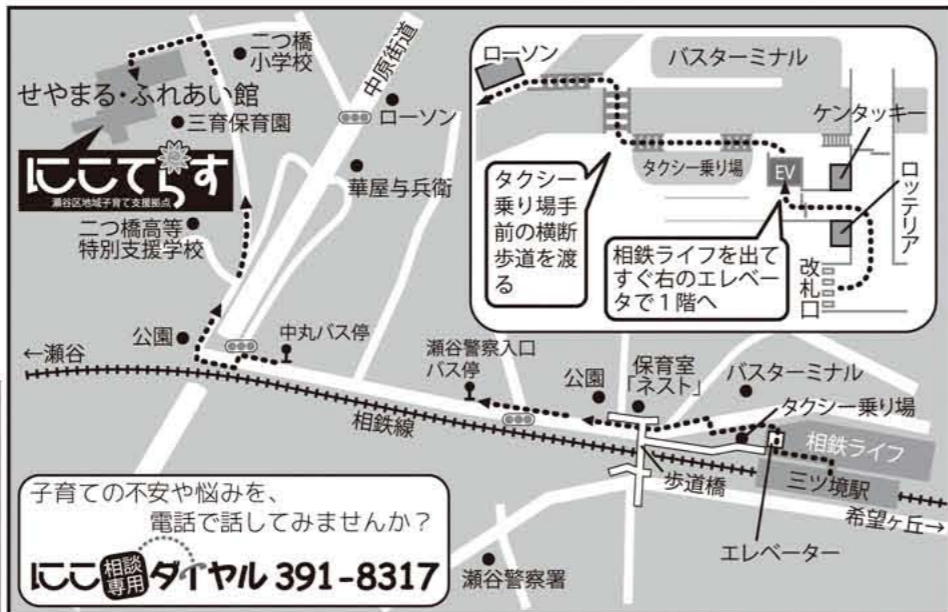 二つ橋
小学校
せやまる・ふれあい館
三育保育園
にこてらす
瀬谷区地域子育て支援拠点
二つ橋高等
特別支援学校
中原街道
ローソン
華屋与兵衛
ローソン
バスターミナル
ケンタッキー
タクシー乗り場
EV
ロッテリア
タクシー
乗り場手
前の横断
歩道を渡
る
相鉄ライフを出て
すぐ右のエレベー
タで1階へ
改札口
公園
中丸バス停
←瀬谷
瀬谷警察入口
バス停
公園
保育室
「ネスト」
バスターミナル
タクシー乗り場
相鉄ライフ
相鉄線
歩道橋
三ツ境駅
希望ヶ丘→
エレベーター
瀬谷警察署
子育ての不安や悩みを、
電話で話してみませんか?
にこ相談専用ダイヤル 391-8317